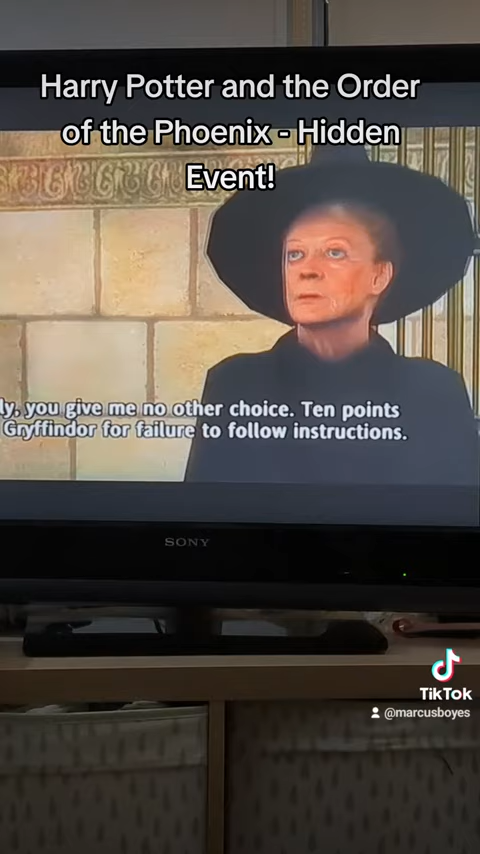 Harry Potter and the Order
of the Phoenix - Hidden
Event!
ly, you give me no other choice. Ten points
Gryffindor for failure to follow instructions.
SONY
TikTok
@marcusboyes